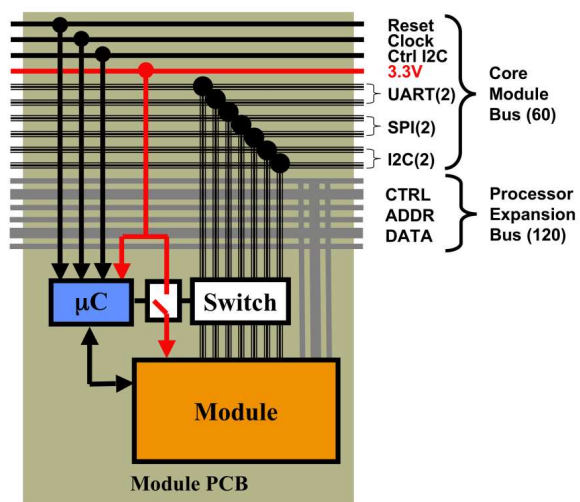 Reset
Clock
Ctrl I2C
3.3V
UART(2)
SPI(2)
I2C(2)
Core
Module
Bus (60)
CTRL
ADDR
DATA
Processor
Expansion
Bus (120)
μC
Switch
Module
Module PCB